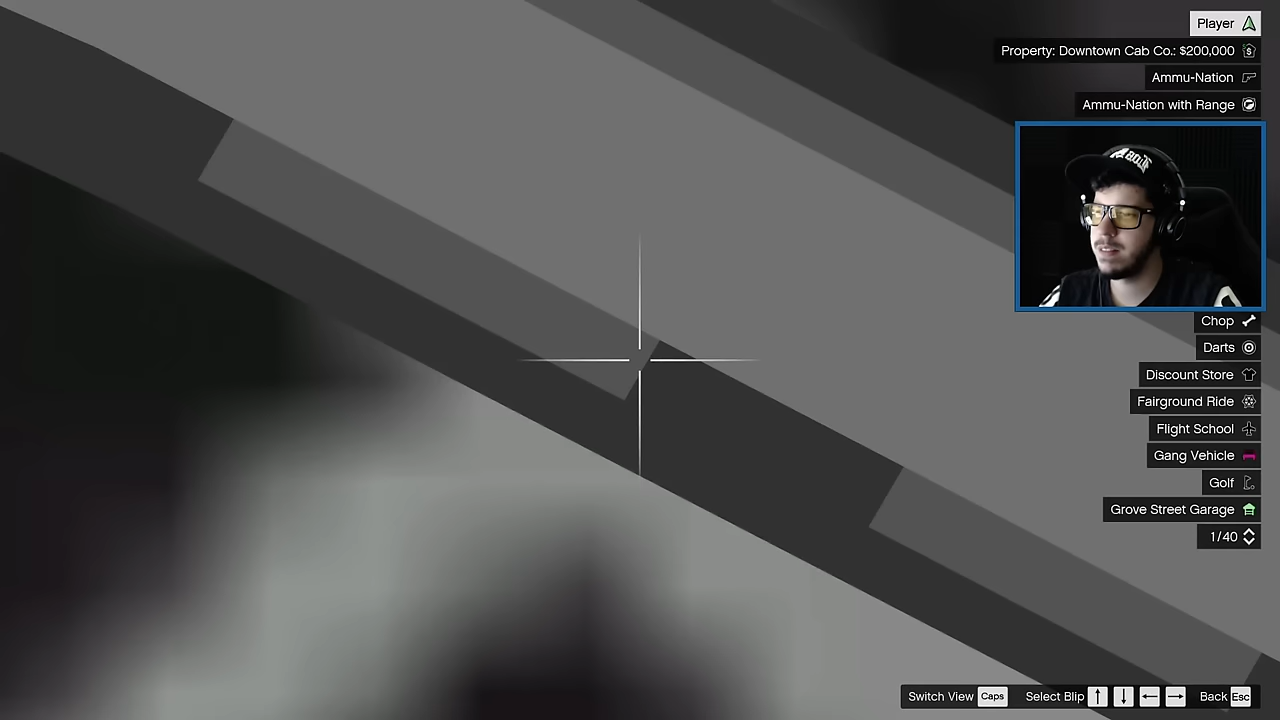 Player
Property: Downtown Cab Co.: $200,000
Ammu-Nation
Ammu-Nation with Range
Chop
Darts
Discount Store
Fairground Ride
Flight School
Gang Vehicle
Golf
Grove Street Garage
1/40
Switch View Caps Select Blip ↑ ↓ ← → Back Esc